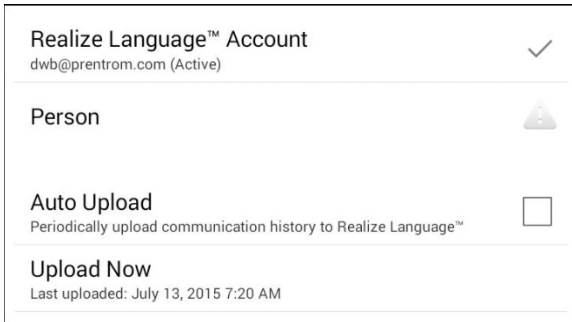 Realize Language™ Account
dwb@prentrom.com (Active)
Person
Auto Upload
Periodically upload communication history to Realize Language™
Upload Now
Last uploaded: July 13, 2015 7:20 AM